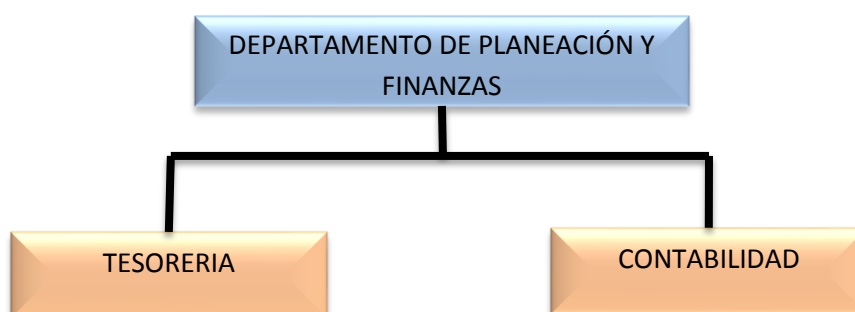 DEPARTAMENTO DE PLANEACIÓN Y
FINANZAS
TESORERIA
CONTABILIDAD